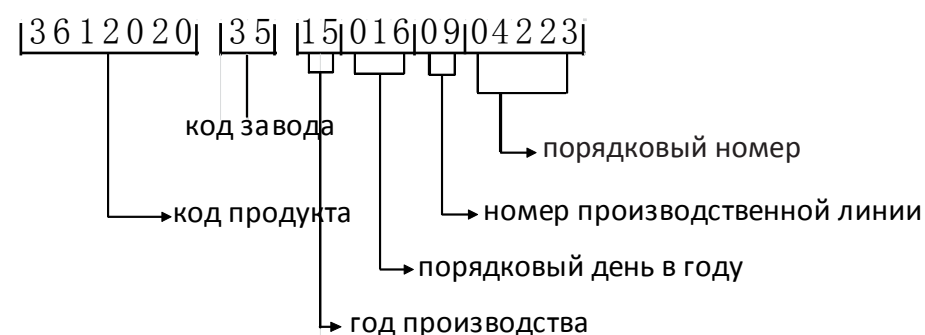 3612020 35 15 016 09 04223
код завода
порядковый номер
код продукта
номер производственной линии
порядковый день в году
год производства